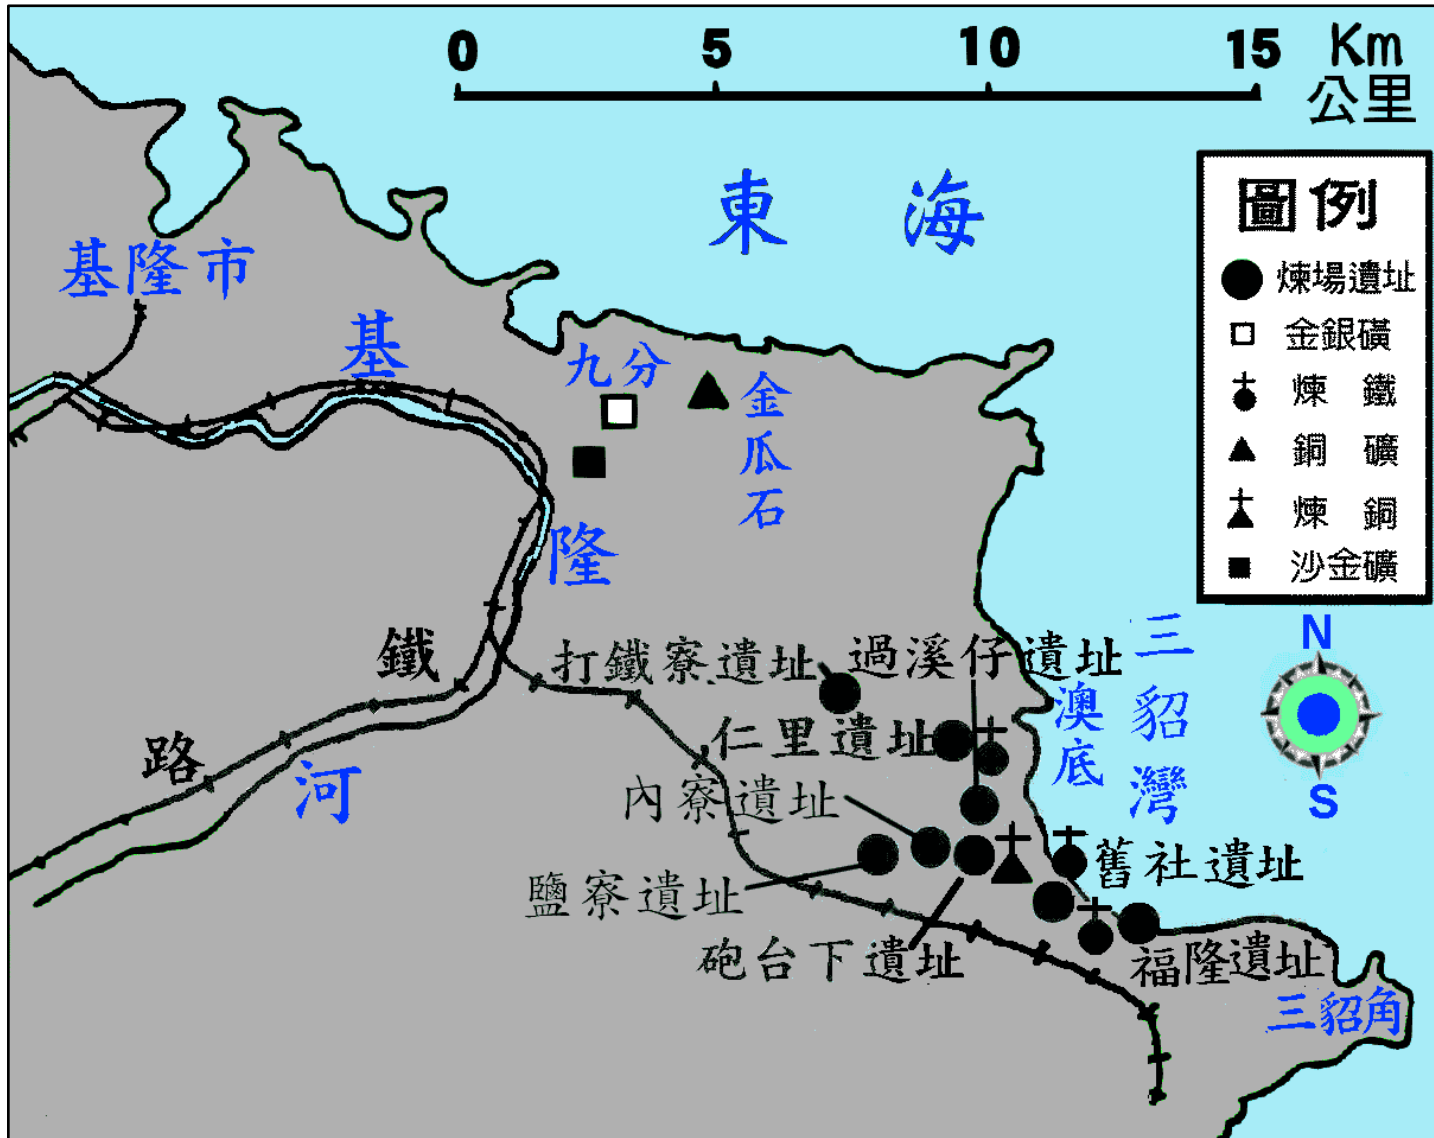 0 5 10 15 Km
公里
東海
圖例
煉場遺址
金銀礦
煉鐵
銅礦
煉銅
沙金礦
基隆市
基
隆
河
九分
金瓜石
鐵
路
打鐵寮遺址
過溪仔遺址
仁里遺址
內寮遺址
鹽寮遺址
砲台下遺址
舊社遺址
福隆遺址
澳底
三貂灣
三貂角
N
S